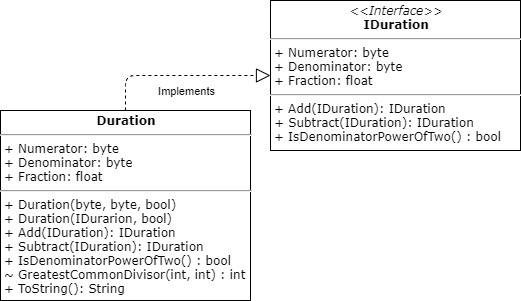 <<Interface>>
IDuration
+ Numerator: byte
+ Denominator: byte
+ Fraction: float
+ Add(IDuration): IDuration
+ Subtract(IDuration): IDuration
+ IsDenominatorPowerOfTwo() : bool
Implements
Duration
+ Numerator: byte
+ Denominator: byte
+ Fraction: float
+ Duration(byte, byte, bool)
+ Duration(IDurarion, bool)
+ Add(IDuration): IDuration
+ Subtract(IDuration): IDuration
+ IsDenominatorPowerOfTwo() : bool
~ GreatestCommonDivisor(int, int) : int
+ ToString(): String